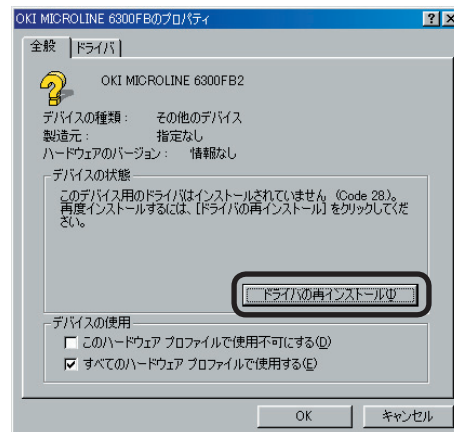 OKI MICROLINE 6300FBのプロパティ
全般 ドライバ
OKI MICROLINE 6300FB2
デバイスの種類： その他のデバイス
製造元： 指定なし
ハードウェアのバージョン： 情報なし
デバイスの状態
このデバイス用のドライバはインストールされていません (Code 28)。
再度インストールするには、[ドライバの再インストール] をクリックしてくだ
さい。
ドライバの再インストール(I)
デバイスの使用
このハードウェア プロファイルで使用不可にする(D)
すべてのハードウェア プロファイルで使用する(E)
OK キャンセル